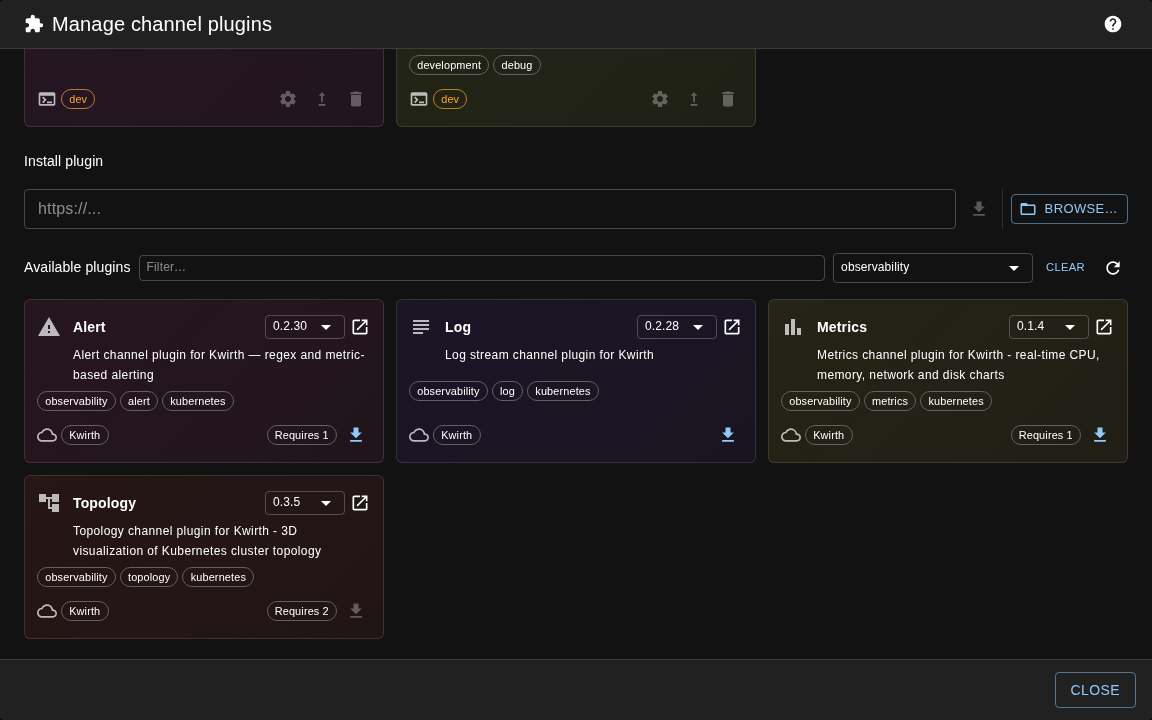 Manage channel plugins
development debug
dev
dev
Install plugin
https://...
BROWSE...
Available plugins
Filter...
observability
CLEAR
Alert
0.2.30
Alert channel plugin for Kwirth — regex and metric-
based alerting
observability alert kubernetes
Kwirth
Requires 1
Log
0.2.28
Log stream channel plugin for Kwirth
observability log kubernetes
Kwirth
Metrics
0.1.4
Metrics channel plugin for Kwirth - real-time CPU,
memory, network and disk charts
observability metrics kubernetes
Kwirth
Requires 1
Topology
0.3.5
Topology channel plugin for Kwirth - 3D
visualization of Kubernetes cluster topology
observability topology kubernetes
Kwirth
Requires 2
CLOSE